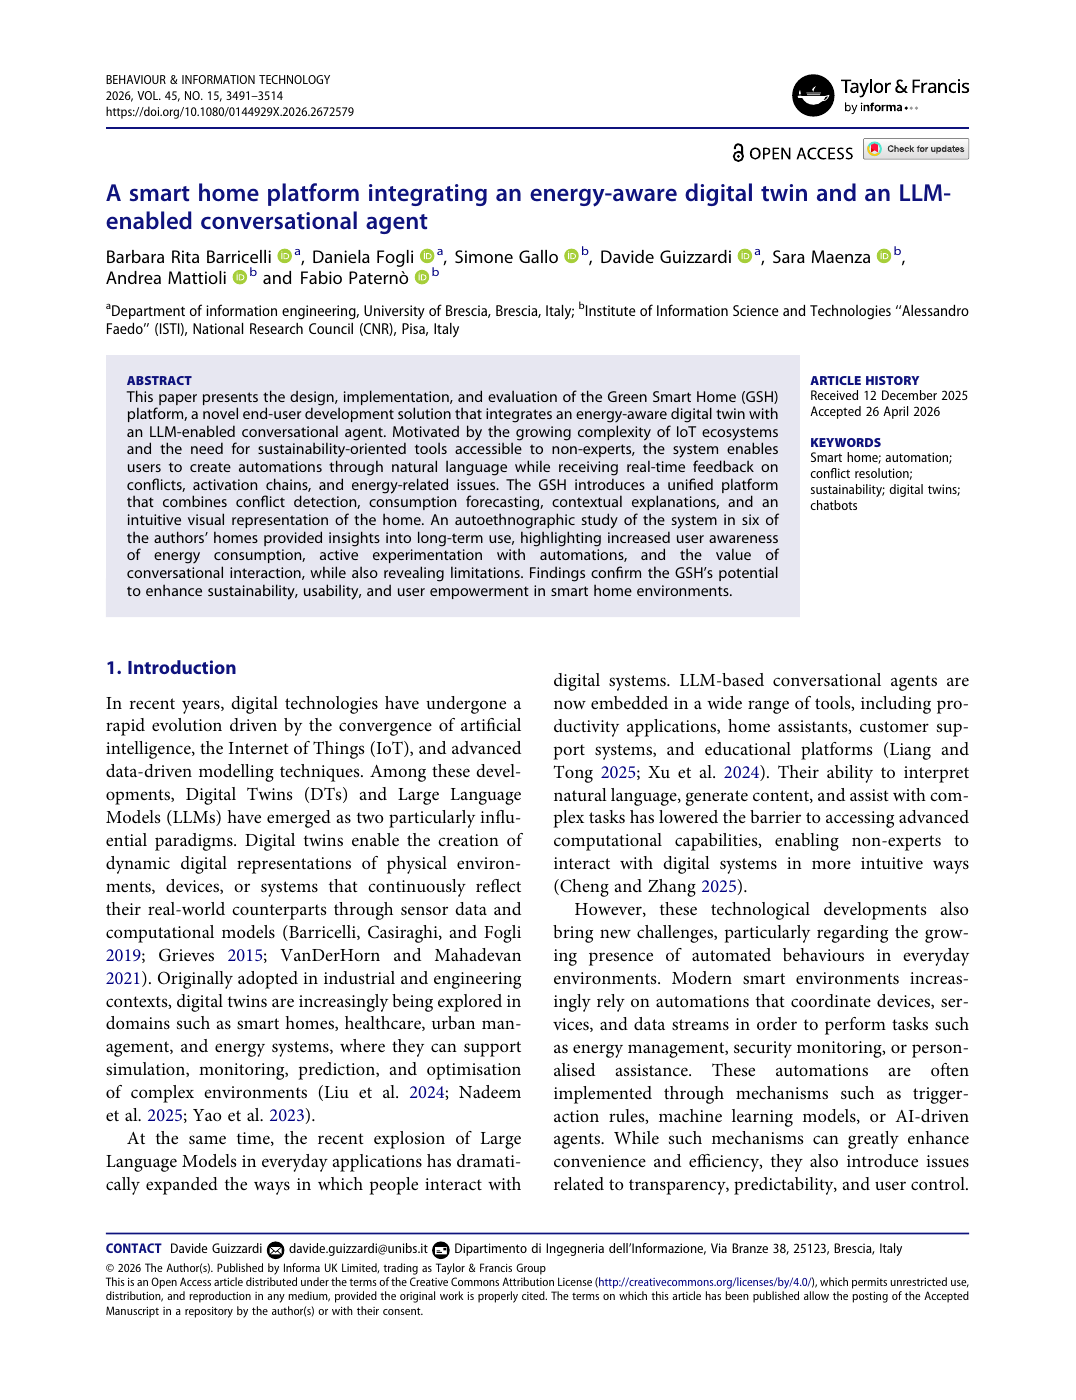 BEHAVIOUR & INFORMATION TECHNOLOGY
2026, VOL. 45, NO. 15, 3491–3514
https://doi.org/10.1080/0144929X.2026.2672579
Taylor & Francis
by informa
OPEN ACCESS
Check for updates
A smart home platform integrating an energy-aware digital twin and an LLM-
enabled conversational agent
Barbara Rita Barricelli iD a, Daniela Fogli iD a, Simone Gallo iD b, Davide Guizzardi iD a, Sara Maenza iD b,
Andrea Mattioli iD b and Fabio Paternò iD b
aDepartment of information engineering, University of Brescia, Brescia, Italy; bInstitute of Information Science and Technologies “Alessandro
Faedo” (ISTI), National Research Council (CNR), Pisa, Italy
ABSTRACT
This paper presents the design, implementation, and evaluation of the Green Smart Home (GSH)
platform, a novel end-user development solution that integrates an energy-aware digital twin with
an LLM-enabled conversational agent. Motivated by the growing complexity of IoT ecosystems
and the need for sustainability-oriented tools accessible to non-experts, the system enables
users to create automations through natural language while receiving real-time feedback on
conflicts, activation chains, and energy-related issues. The GSH introduces a unified platform
that combines conflict detection, consumption forecasting, contextual explanations, and an
intuitive visual representation of the home. An autoethnographic study of the system in six of
the authors’ homes provided insights into long-term use, highlighting increased user awareness
of energy consumption, active experimentation with automations, and the value of
conversational interaction, while also revealing limitations. Findings confirm the GSH’s potential
to enhance sustainability, usability, and user empowerment in smart home environments.
ARTICLE HISTORY
Received 12 December 2025
Accepted 26 April 2026
KEYWORDS
Smart home; automation;
conflict resolution;
sustainability; digital twins;
chatbots
1. Introduction
In recent years, digital technologies have undergone a
rapid evolution driven by the convergence of artificial
intelligence, the Internet of Things (IoT), and advanced
data-driven modelling techniques. Among these devel-
opments, Digital Twins (DTs) and Large Language
Models (LLMs) have emerged as two particularly influ-
ential paradigms. Digital twins enable the creation of
dynamic digital representations of physical environ-
ments, devices, or systems that continuously reflect
their real-world counterparts through sensor data and
computational models (Barricelli, Casiraghi, and Fogli
2019; Grieves 2015; VanDerHorn and Mahadevan
2021). Originally adopted in industrial and engineering
contexts, digital twins are increasingly being explored in
domains such as smart homes, healthcare, urban man-
agement, and energy systems, where they can support
simulation, monitoring, prediction, and optimisation
of complex environments (Liu et al. 2024; Nadeem
et al. 2025; Yao et al. 2023).
At the same time, the recent explosion of Large
Language Models in everyday applications has dramati-
cally expanded the ways in which people interact with
digital systems. LLM-based conversational agents are
now embedded in a wide range of tools, including pro-
ductivity applications, home assistants, customer sup-
port systems, and educational platforms (Liang and
Tong 2025; Xu et al. 2024). Their ability to interpret
natural language, generate content, and assist with com-
plex tasks has lowered the barrier to accessing advanced
computational capabilities, enabling non-experts to
interact with digital systems in more intuitive ways
(Cheng and Zhang 2025).
However, these technological developments also
bring new challenges, particularly regarding the grow-
ing presence of automated behaviours in everyday
environments. Modern smart environments increas-
ingly rely on automations that coordinate devices, ser-
vices, and data streams in order to perform tasks such
as energy management, security monitoring, or person-
alised assistance. These automations are often
implemented through mechanisms such as trigger-
action rules, machine learning models, or AI-driven
agents. While such mechanisms can greatly enhance
convenience and efficiency, they also introduce issues
related to transparency, predictability, and user control.
CONTACT Davide Guizzardi davide.guizzardi@unibs.it Dipartimento di Ingegneria dell’Informazione, Via Branze 38, 25123, Brescia, Italy
© 2026 The Author(s). Published by Informa UK Limited, trading as Taylor & Francis Group
This is an Open Access article distributed under the terms of the Creative Commons Attribution License (http://creativecommons.org/licenses/by/4.0/), which permits unrestricted use,
distribution, and reproduction in any medium, provided the original work is properly cited. The terms on which this article has been published allow the posting of the Accepted
Manuscript in a repository by the author(s) or with their consent.